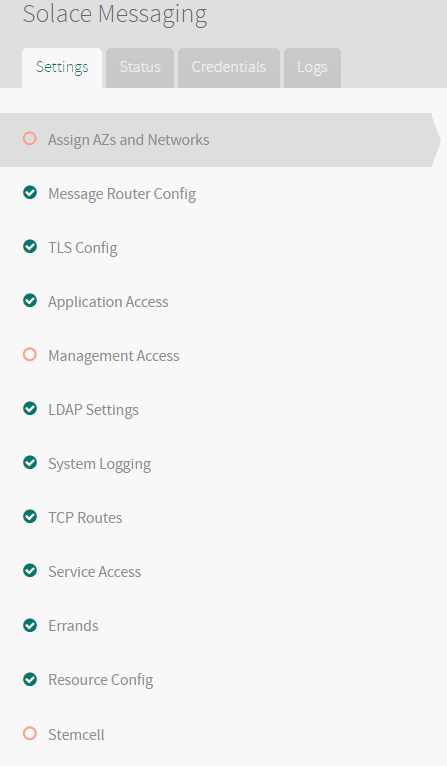 Solace Messaging
Settings Status Credentials Logs
Assign AZs and Networks
Message Router Config
TLS Config
Application Access
Management Access
LDAP Settings
System Logging
TCP Routes
Service Access
Errands
Resource Config
Stemcell